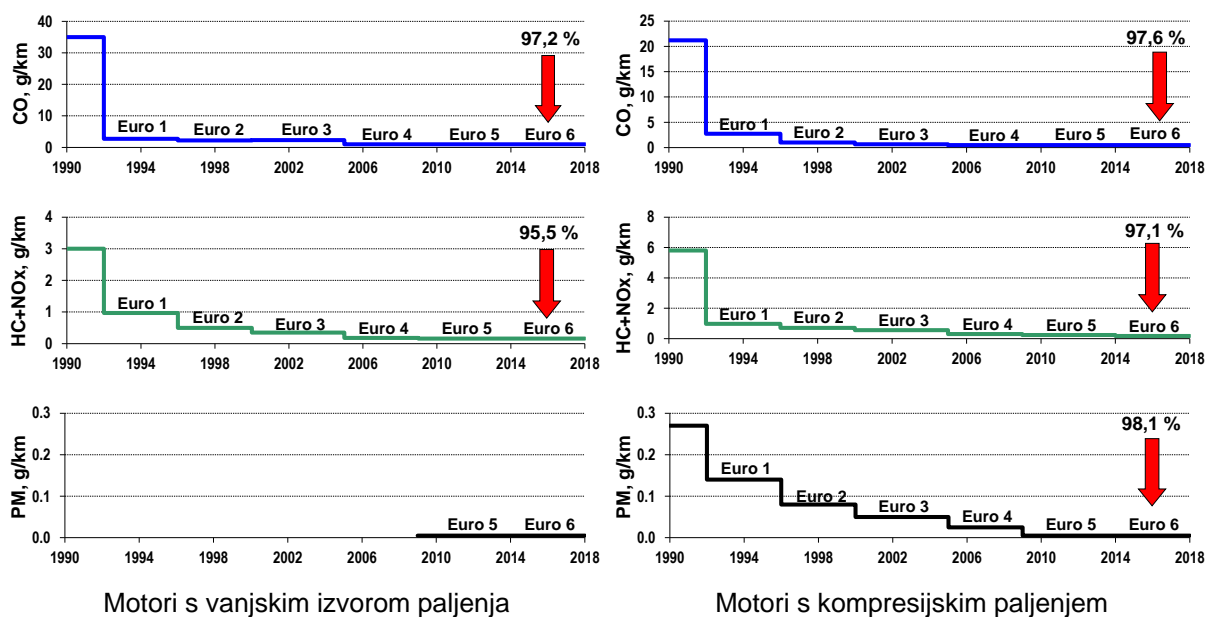 CO, g/km
40
30
20
10
0
97,2 %
Euro 1 Euro 2 Euro 3 Euro 4 Euro 5 Euro 6
1990 1994 1998 2002 2006 2010 2014 2018
CO, g/km
25
20
15
10
5
0
97,6 %
Euro 1 Euro 2 Euro 3 Euro 4 Euro 5 Euro 6
1990 1994 1998 2002 2006 2010 2014 2018
HC+NOx, g/km
4
3
2
1
0
95,5 %
Euro 1 Euro 2 Euro 3 Euro 4 Euro 5 Euro 6
1990 1994 1998 2002 2006 2010 2014 2018
HC+NOx, g/km
8
6
4
2
0
97,1 %
Euro 1 Euro 2 Euro 3 Euro 4 Euro 5 Euro 6
1990 1994 1998 2002 2006 2010 2014 2018
PM, g/km
0.3
0.2
0.1
0.0
Euro 5 Euro 6
1990 1994 1998 2002 2006 2010 2014 2018
PM, g/km
0.3
0.2
0.1
0.0
98,1 %
Euro 1 Euro 2 Euro 3 Euro 4 Euro 5 Euro 6
1990 1994 1998 2002 2006 2010 2014 2018
Motori s vanjskim izvorom paljenja
Motori s kompresijskim paljenjem